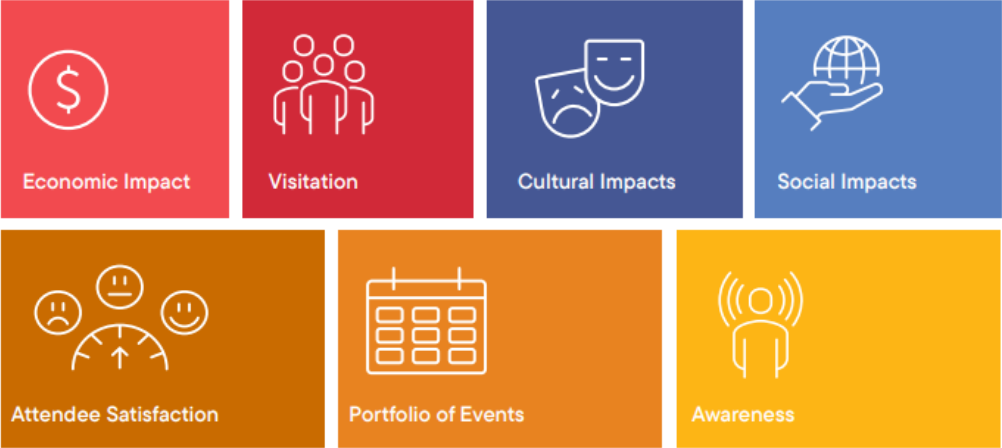 $
Economic Impact
Visitation
Cultural Impacts
Social Impacts
Attendee Satisfaction
Portfolio of Events
Awareness